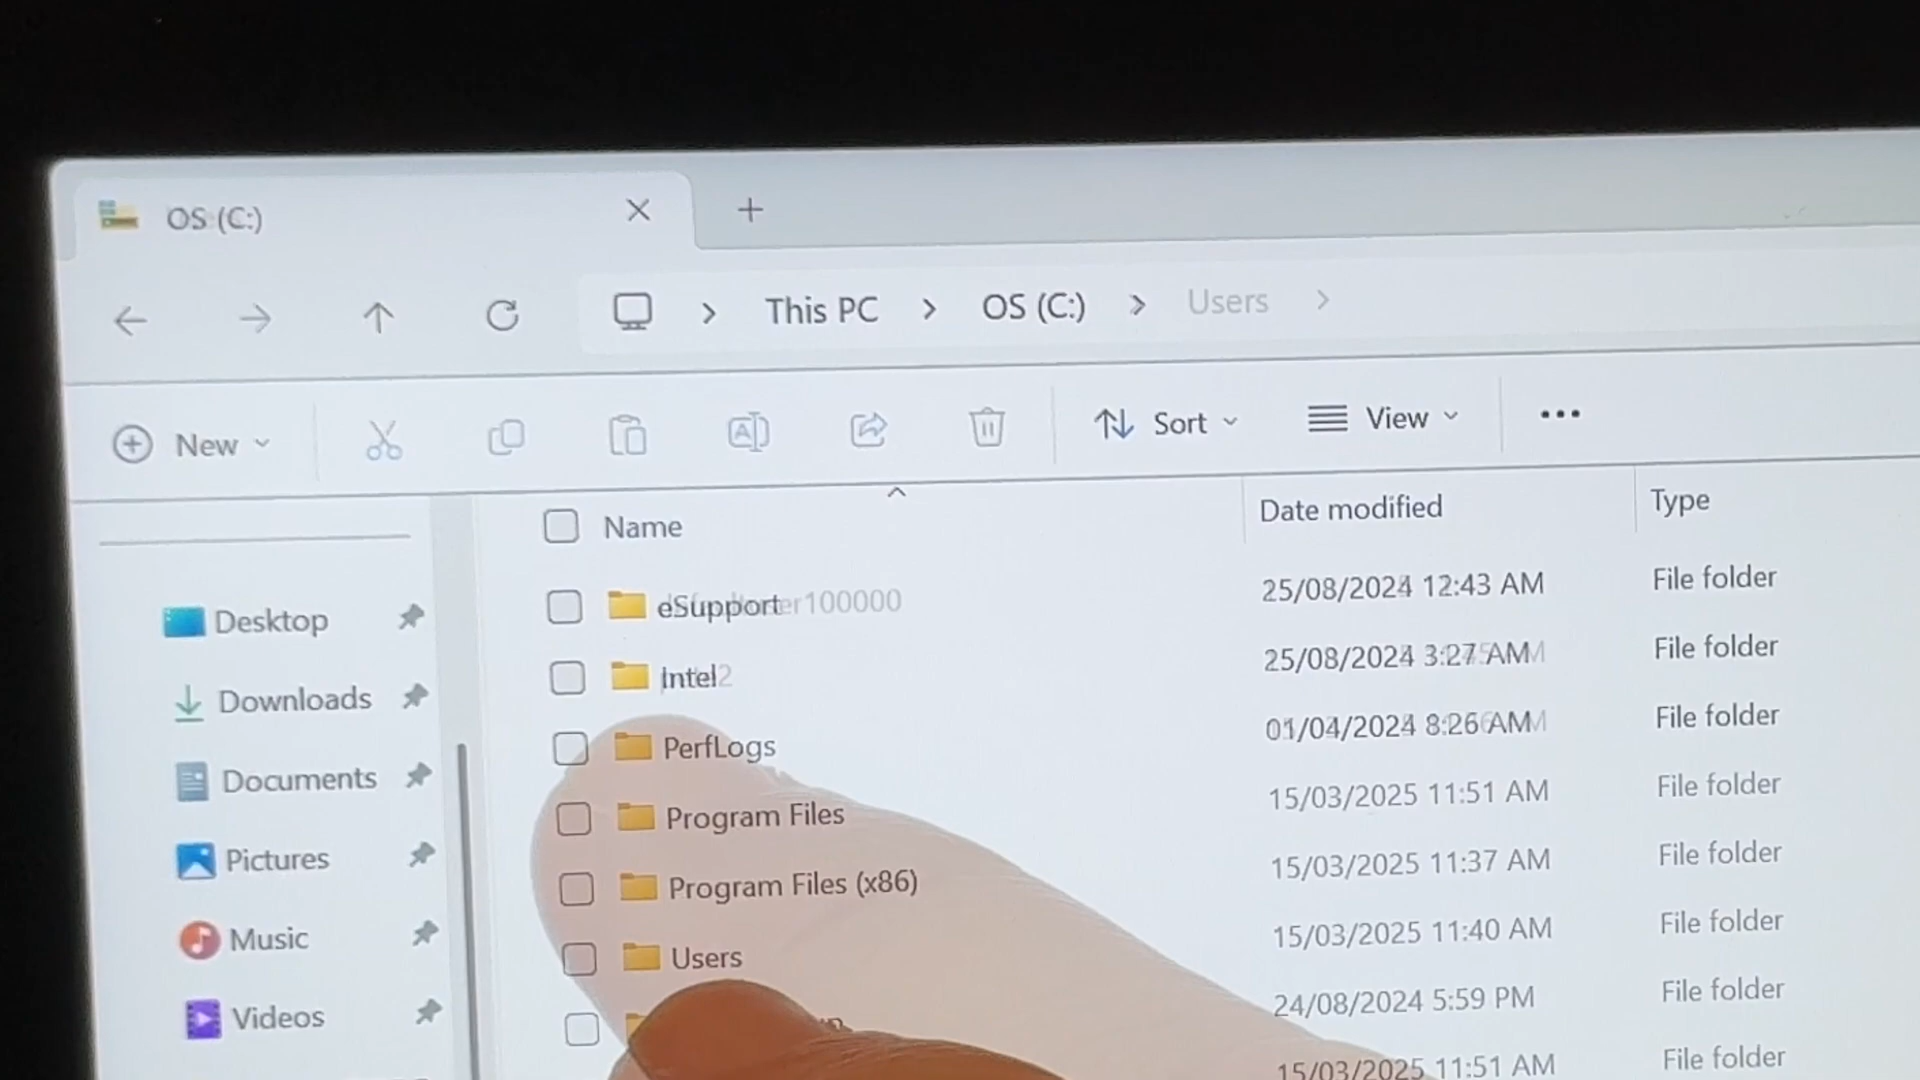 OS (C:)
This PC > OS (C:) > Users >
New Sort View ...
Name Date modified Type
Desktop
Downloads
Documents
Pictures
Music
Videos
eSupport 25/08/2024 12:43 AM File folder
Intel 25/08/2024 3:27 AM File folder
PerfLogs 01/04/2024 8:26 AM File folder
Program Files 15/03/2025 11:51 AM File folder
Program Files (x86) 15/03/2025 11:37 AM File folder
Users 15/03/2025 11:40 AM File folder
24/08/2024 5:59 PM File folder
15/03/2025 11:51 AM File folder